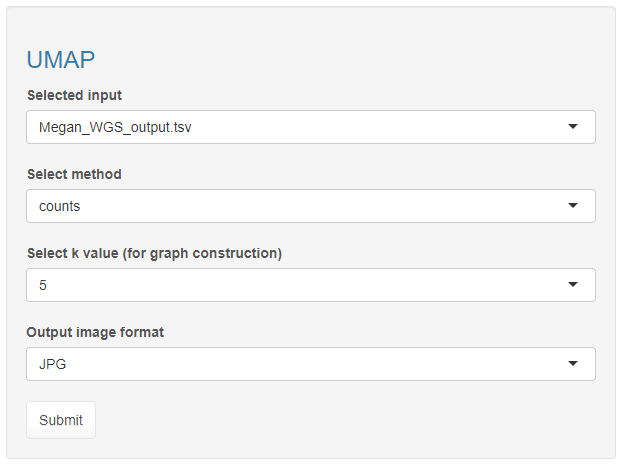 UMAP
Selected input
Megan_WGS_output.tsv
Select method
counts
Select k value (for graph construction)
5
Output image format
JPG
Submit